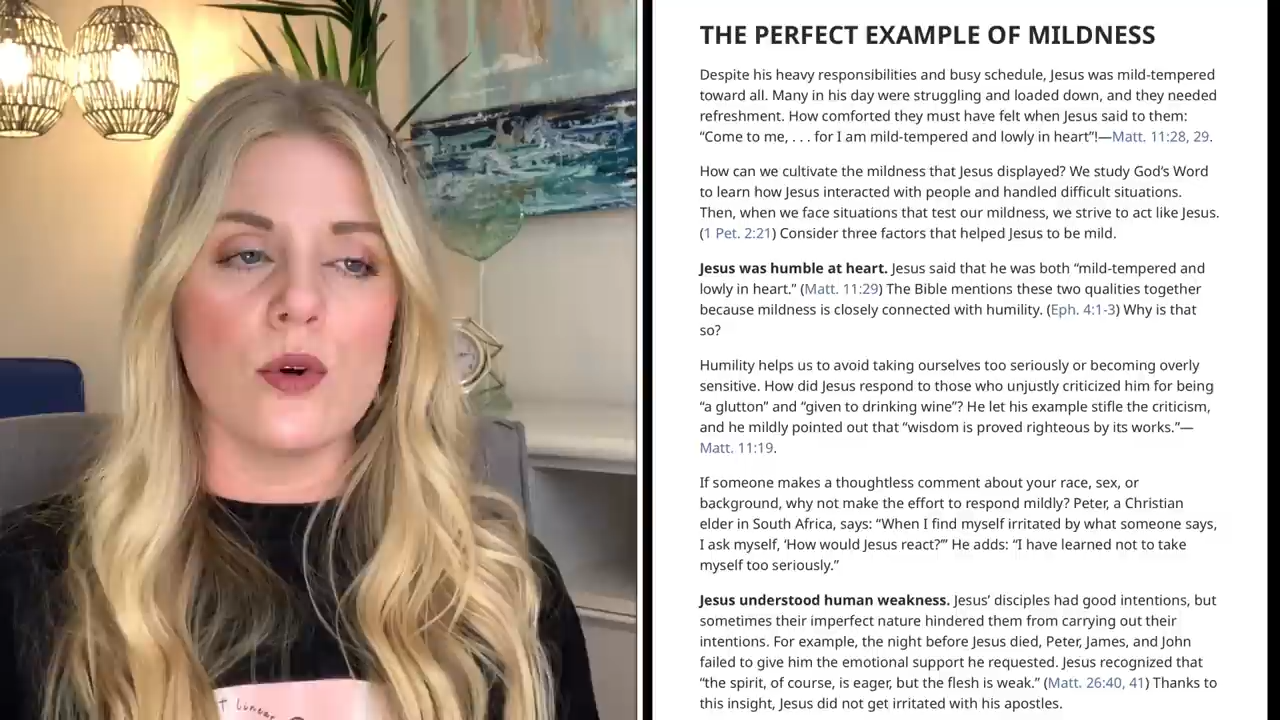 THE PERFECT EXAMPLE OF MILDNESS
Despite his heavy responsibilities and busy schedule, Jesus was mild-tempered
toward all. Many in his day were struggling and loaded down, and they needed
refreshment. How comforted they must have felt when Jesus said to them:
“Come to me, . . . for I am mild-tempered and lowly in heart”!—Matt. 11:28, 29.
How can we cultivate the mildness that Jesus displayed? We study God’s Word
to learn how Jesus interacted with people and handled difficult situations.
Then, when we face situations that test our mildness, we strive to act like Jesus.
(1 Pet. 2:21) Consider three factors that helped Jesus to be mild.
Jesus was humble at heart. Jesus said that he was both “mild-tempered and
lowly in heart.” (Matt. 11:29) The Bible mentions these two qualities together
because mildness is closely connected with humility. (Eph. 4:1-3) Why is that
so?
Humility helps us to avoid taking ourselves too seriously or becoming overly
sensitive. How did Jesus respond to those who unjustly criticized him for being
“a glutton” and “given to drinking wine”? He let his example stifle the criticism,
and he mildly pointed out that “wisdom is proved righteous by its works.”—
Matt. 11:19.
If someone makes a thoughtless comment about your race, sex, or
background, why not make the effort to respond mildly? Peter, a Christian
elder in South Africa, says: “When I find myself irritated by what someone says,
I ask myself, ‘How would Jesus react?’” He adds: “I have learned not to take
myself too seriously.”
Jesus understood human weakness. Jesus’ disciples had good intentions, but
sometimes their imperfect nature hindered them from carrying out their
intentions. For example, the night before Jesus died, Peter, James, and John
failed to give him the emotional support he requested. Jesus recognized that
“the spirit, of course, is eager, but the flesh is weak.” (Matt. 26:40, 41) Thanks to
this insight, Jesus did not get irritated with his apostles.
linear